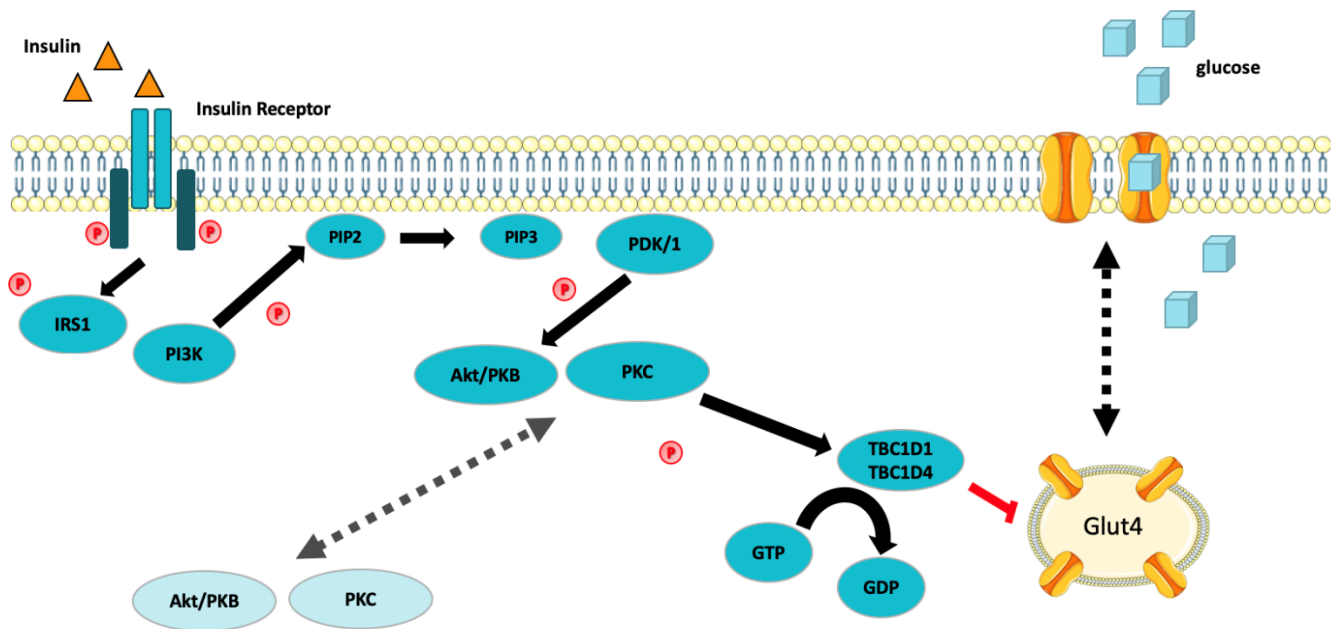 Insulin
Insulin Receptor
glucose
P
P
PIP2
PIP3
PDK/1
P
IRS1
P
PI3K
P
Akt/PKB
PKC
P
TBC1D1
TBC1D4
GTP
GDP
Glut4
Akt/PKB
PKC